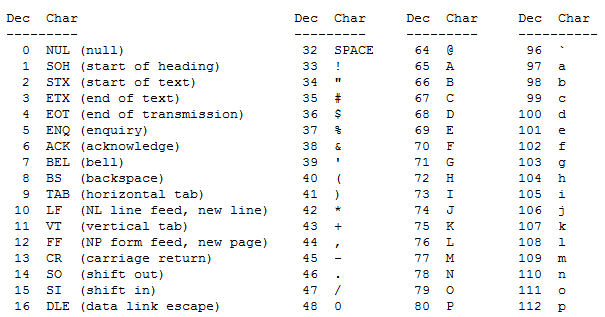 Dec  Char                           Dec  Char     Dec  Char     Dec  Char
---------                           ---------     ---------     ----------
  0  NUL (null)                      32  SPACE     64  @         96  `
  1  SOH (start of heading)          33  !         65  A         97  a
  2  STX (start of text)             34  "         66  B         98  b
  3  ETX (end of text)               35  #         67  C         99  c
  4  EOT (end of transmission)       36  $         68  D        100  d
  5  ENQ (enquiry)                   37  %         69  E        101  e
  6  ACK (acknowledge)               38  &         70  F        102  f
  7  BEL (bell)                      39  '         71  G        103  g
  8  BS  (backspace)                 40  (         72  H        104  h
  9  TAB (horizontal tab)            41  )         73  I        105  i
 10  LF  (NL line feed, new line)    42  *         74  J        106  j
 11  VT  (vertical tab)              43  +         75  K        107  k
 12  FF  (NP form feed, new page)    44  ,         76  L        108  l
 13  CR  (carriage return)           45  -         77  M        109  m
 14  SO  (shift out)                 46  .         78  N        110  n
 15  SI  (shift in)                  47  /         79  O        111  o
 16  DLE (data link escape)          48  0         80  P        112  p